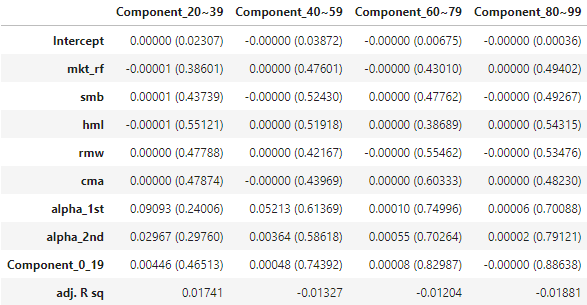 Component_20~39 Component_40~59 Component_60~79 Component_80~99
Intercept 0.00000 (0.02307) -0.00000 (0.03872) -0.00000 (0.00675) -0.00000 (0.00036)
mkt_rf -0.00001 (0.38601) 0.00000 (0.47601) -0.00000 (0.43010) 0.00000 (0.49402)
smb 0.00001 (0.43739) -0.00000 (0.52430) 0.00000 (0.47762) -0.00000 (0.49267)
hml -0.00001 (0.55121) 0.00000 (0.51918) 0.00000 (0.38689) 0.00000 (0.54315)
rmw 0.00000 (0.47788) 0.00000 (0.42167) -0.00000 (0.55462) -0.00000 (0.53476)
cma 0.00000 (0.47874) -0.00000 (0.43969) 0.00000 (0.60333) 0.00000 (0.48230)
alpha_1st 0.09093 (0.24006) 0.05213 (0.61369) 0.00010 (0.74996) 0.00006 (0.70088)
alpha_2nd 0.02967 (0.29760) 0.00364 (0.58618) 0.00055 (0.70264) 0.00002 (0.79121)
Component_0_19 0.00446 (0.46513) 0.00048 (0.74392) 0.00008 (0.82987) -0.00000 (0.88638)
adj. R sq 0.01741 -0.01327 -0.01204 -0.01881